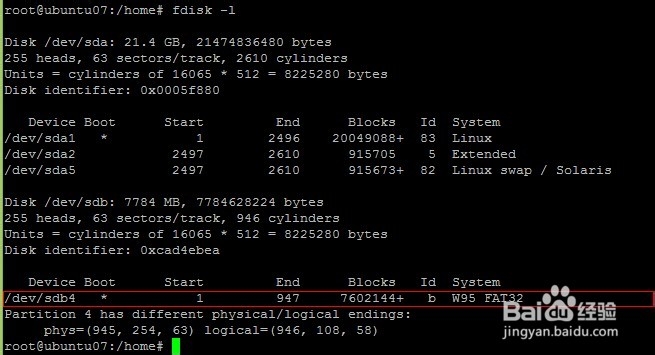 root@ubuntu07:/home# fdisk -l
Disk /dev/sda: 21.4 GB, 21474836480 bytes
255 heads, 63 sectors/track, 2610 cylinders
Units = cylinders of 16065 * 512 = 8225280 bytes
Disk identifier: 0x0005f880
Device Boot Start End Blocks Id System
/dev/sda1 * 1 2496 20049088+ 83 Linux
/dev/sda2 2497 2610 915705 5 Extended
/dev/sda5 2497 2610 915673+ 82 Linux swap / Solaris
Disk /dev/sdb: 7784 MB, 7784628224 bytes
255 heads, 63 sectors/track, 946 cylinders
Units = cylinders of 16065 * 512 = 8225280 bytes
Disk identifier: 0xcad4ebea
Device Boot Start End Blocks Id System
/dev/sdb4 * 1 947 7602144+ b W95 FAT32
Partition 4 has different physical/logical endings:
phys=(945, 254, 63) logical=(946, 108, 58)
root@ubuntu07:/home#
Bai du 经验
jingyan.baidu.com